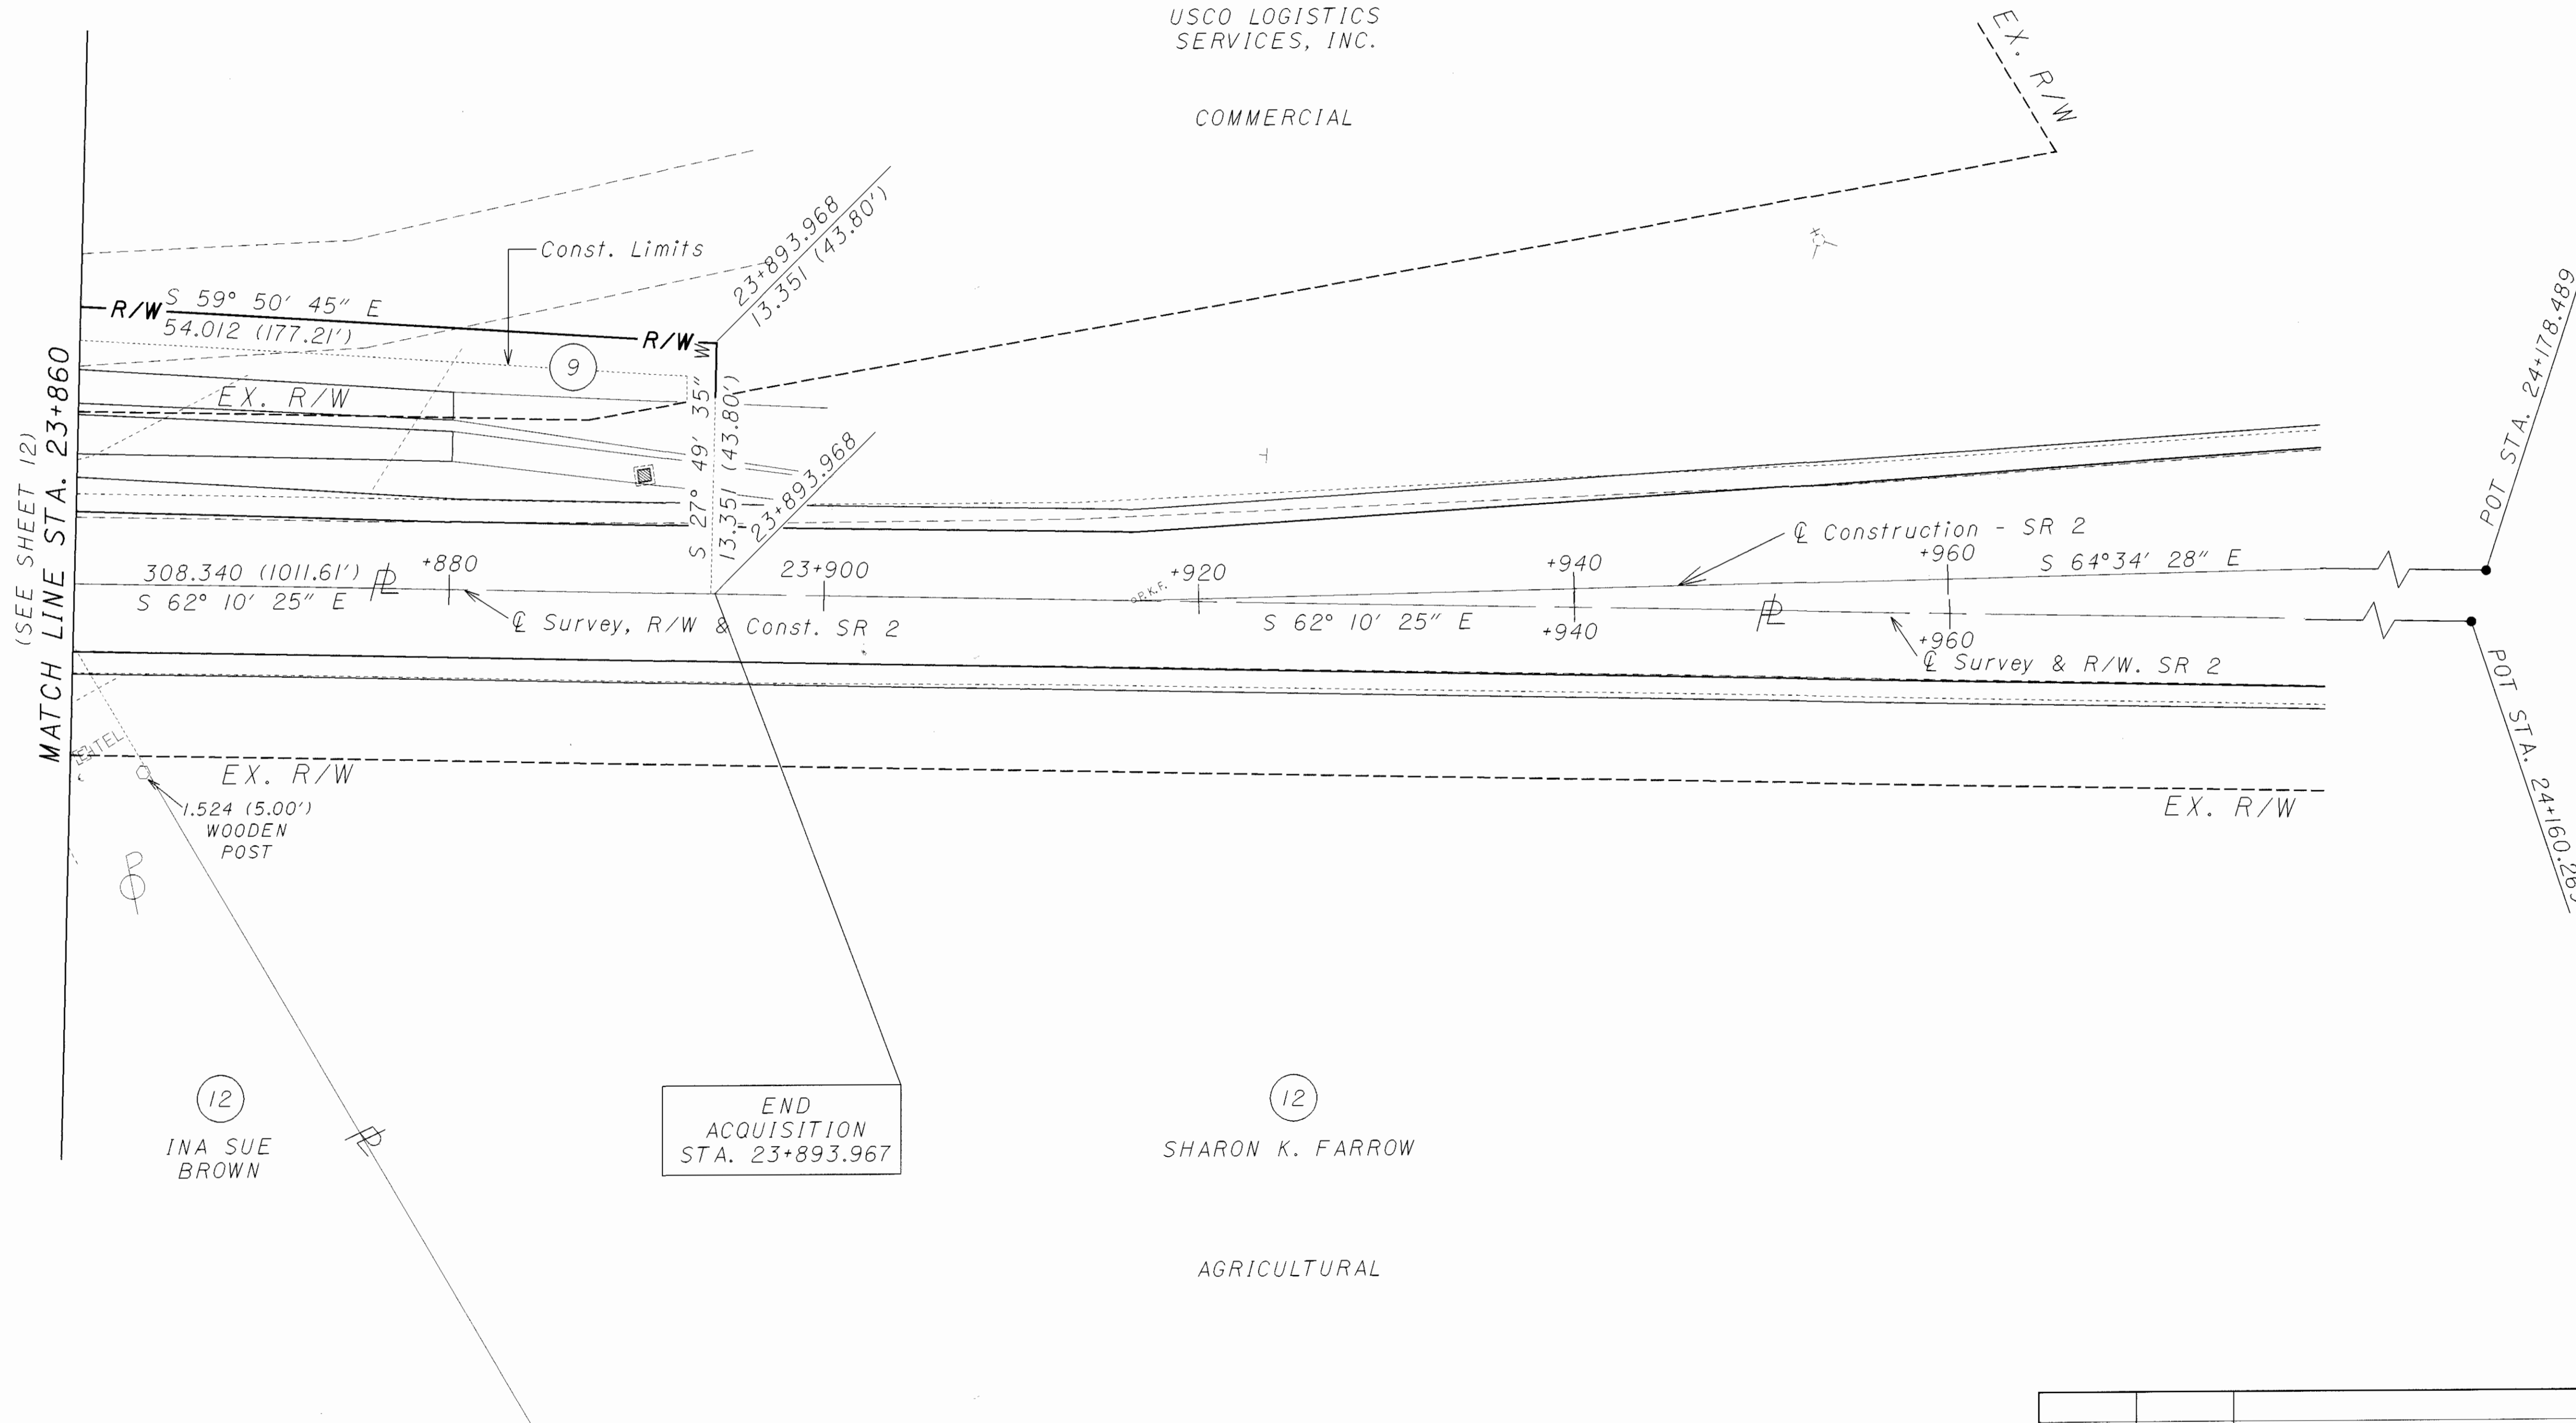 USCO LOGISTICS
SERVICES, INC.
COMMERCIAL
EX. R/W
Const. Limits
23+893.968
13.351 (43.80')
R/W
S 59° 50' 45" E
54.012 (177.21')
R/W
9
EX. R/W
S 27° 49' 35" W
13.351 (43.80')
23+893.968
(SEE SHEET 12)
MATCH LINE STA. 23+860
308.340 (1011.61')
S 62° 10' 25" E
PL
+880
23+900
P.K.F.
+920
+940
+960
℄ Construction - SR 2
S 64°34' 28" E
POT STA. 24+178.489
℄ Survey, R/W & Const. SR 2
S 62° 10' 25" E
+940
PL
+960
℄ Survey & R/W. SR 2
POT STA. 24+160.265
TEL
EX. R/W
EX. R/W
1.524 (5.00')
WOODEN
POST
P
12
INA SUE
BROWN
PL
END
ACQUISITION
STA. 23+893.967
12
SHARON K. FARROW
AGRICULTURAL